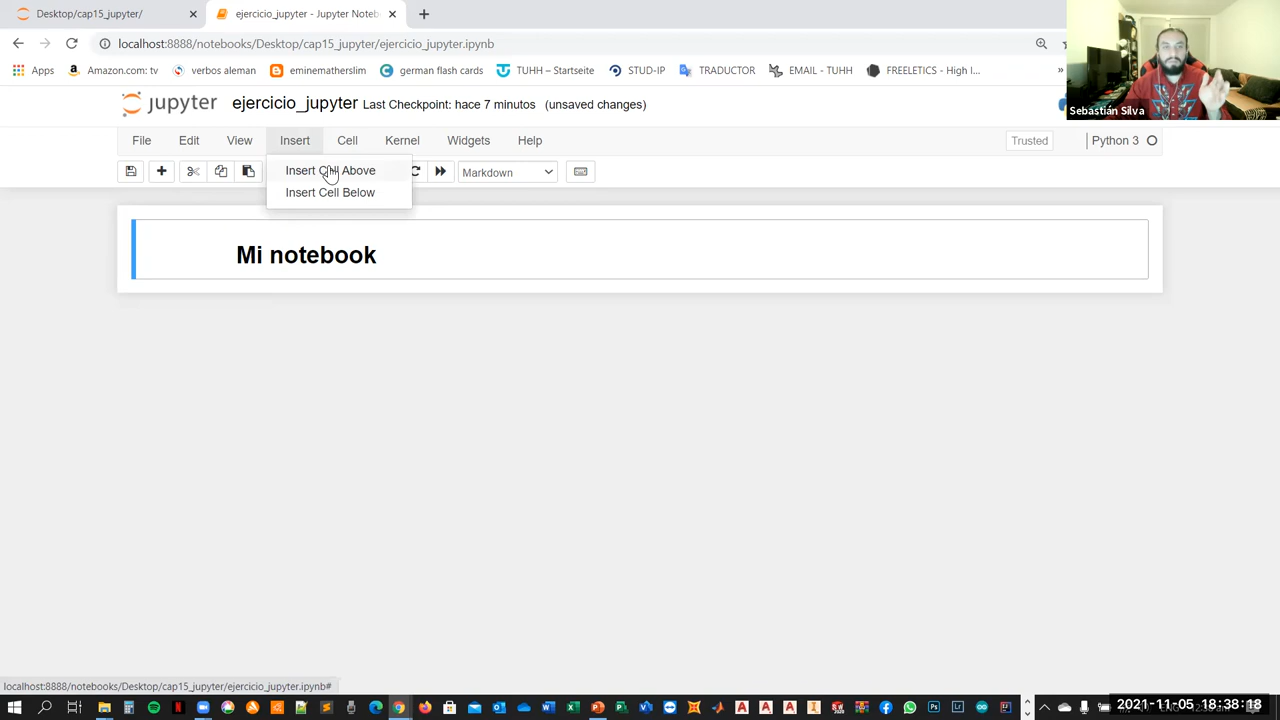 Desktop/cap15_jupyter/
ejercicio_jupyter - Jupyter Noteb
localhost:8888/notebooks/Desktop/cap15_jupyter/ejercicio_jupyter.ipynb
Apps
Amazon.com: tv
verbos aleman
eminematherslim
german flash cards
TUHH – Startseite
STUD-IP
TRADUCTOR
EMAIL - TUHH
FREELETICS - High I...
»
Sebastián Silva
jupyter
ejercicio_jupyter Last Checkpoint: hace 7 minutos (unsaved changes)
File Edit View Insert Cell Kernel Widgets Help
Trusted
Python 3
Insert Cell Above
Insert Cell Below
Markdown
Mi notebook
localhost:8888/notebooks/Desktop/cap15_jupyter/ejercicio_jupyter.ipynb#
2021-11-05 18:38:18